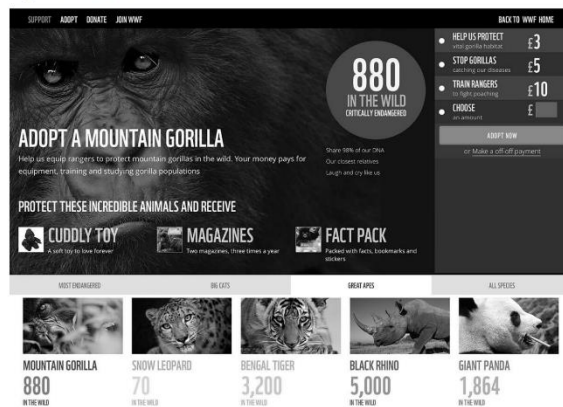 SUPPORT ADOPT DONATE JOIN WWF
BACK TO WWF HOME
880
IN THE WILD
CRITICALLY ENDANGERED
Share 98% of our DNA
Our closest relatives
Laugh and cry like us
ADOPT A MOUNTAIN GORILLA
Help us equip rangers to protect mountain gorillas in the wild. Your money pays for
equipment, training and studying gorilla populations
PROTECT THESE INCREDIBLE ANIMALS AND RECEIVE
CUDDLY TOY
A soft toy to love forever
MAGAZINES
Two magazines, three times a year
FACT PACK
Packed with facts, bookmarks and
stickers
HELP US PROTECT
vital gorilla habitat
£3
STOP GORILLAS
catching our diseases
£5
TRAIN RANGERS
to fight poaching
£10
CHOOSE
an amount
£
ADOPT NOW
or Make a off-off payment
MOST ENDANGERED BIG CATS GREAT APES ALL SPECIES
MOUNTAIN GORILLA
880
IN THE WILD
SNOW LEOPARD
70
IN THE WILD
BENGAL TIGER
3,200
IN THE WILD
BLACK RHINO
5,000
IN THE WILD
GIANT PANDA
1,864
IN THE WILD